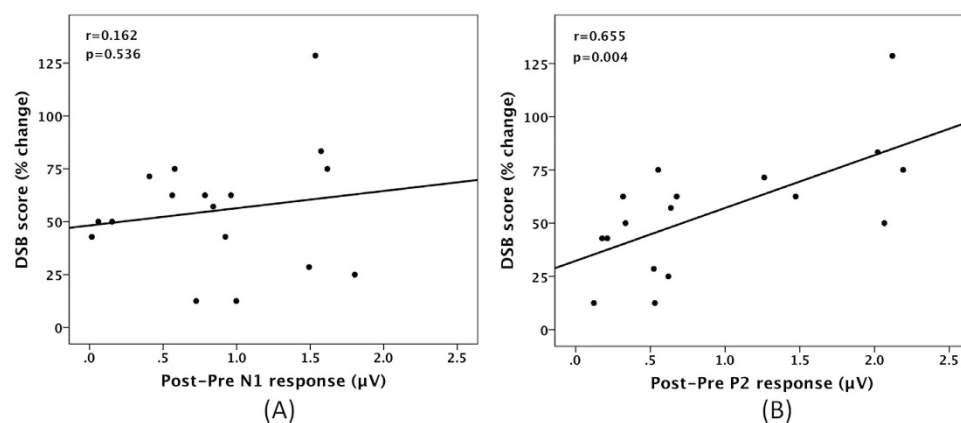 r=0.162
p=0.536
125
100
75
50
25
0
DSB score (% change)
.0 .5 1.0 1.5 2.0 2.5
Post-Pre N1 response (μV)
(A)
r=0.655
p=0.004
125
100
75
50
25
0
DSB score (% change)
.0 .5 1.0 1.5 2.0 2.5
Post-Pre P2 response (μV)
(B)